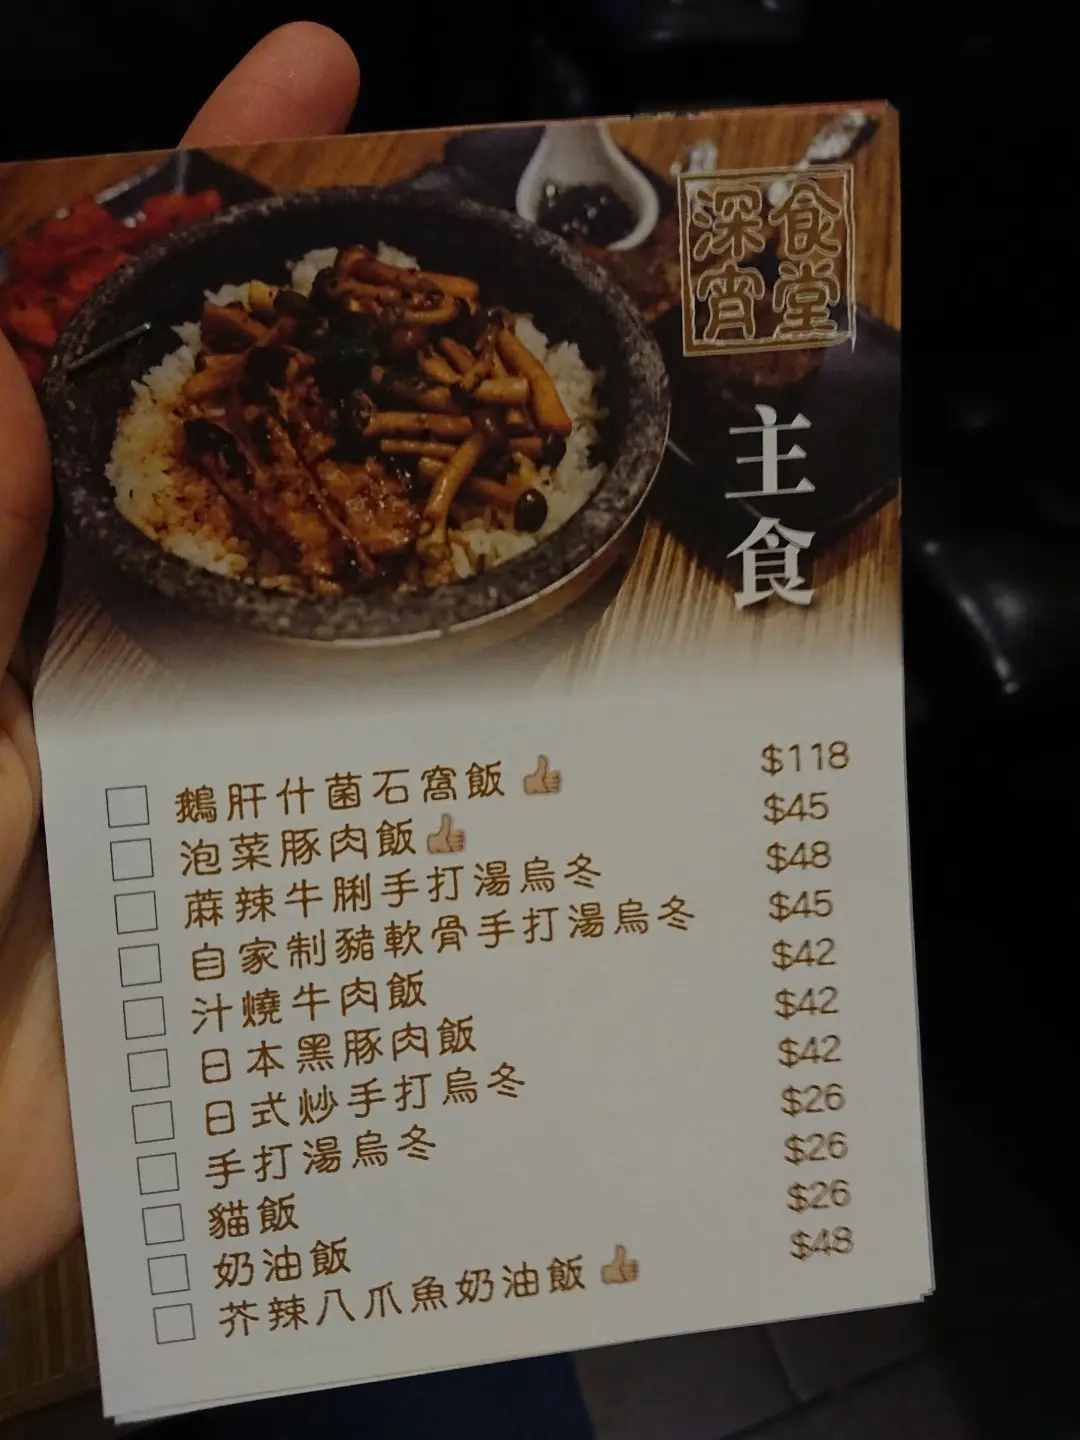 深宵食堂
主食
鵝肝什菌石窩飯 $118
泡菜豚肉飯 $45
蔴辣牛脷手打湯烏冬 $48
自家制豬軟骨手打湯烏冬 $45
汁燒牛肉飯 $42
日本黑豚肉飯 $42
日式炒手打烏冬 $42
手打湯烏冬 $26
貓飯 $26
奶油飯 $26
芥辣八爪魚奶油飯 $48